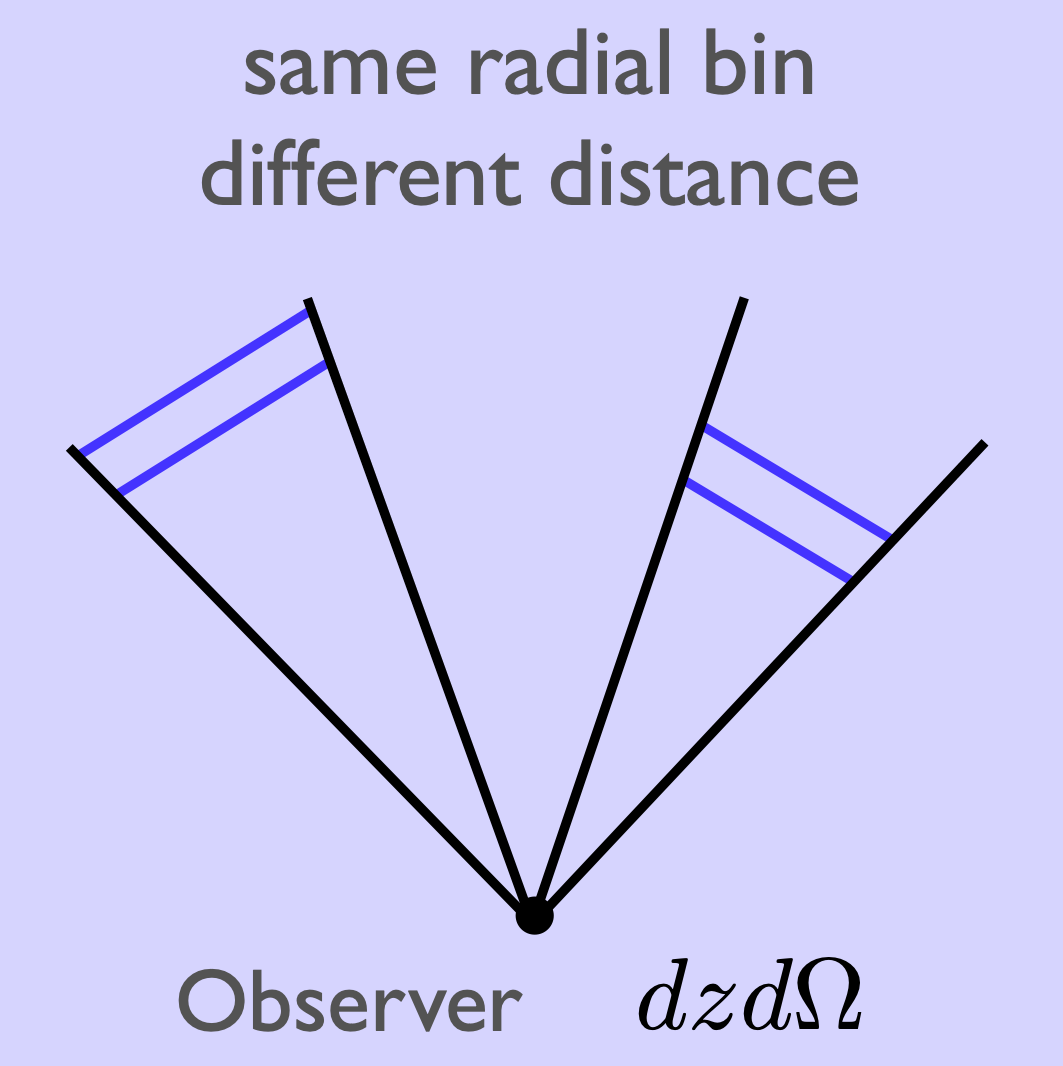 same radial bin
different distance
Observer dzdΩ